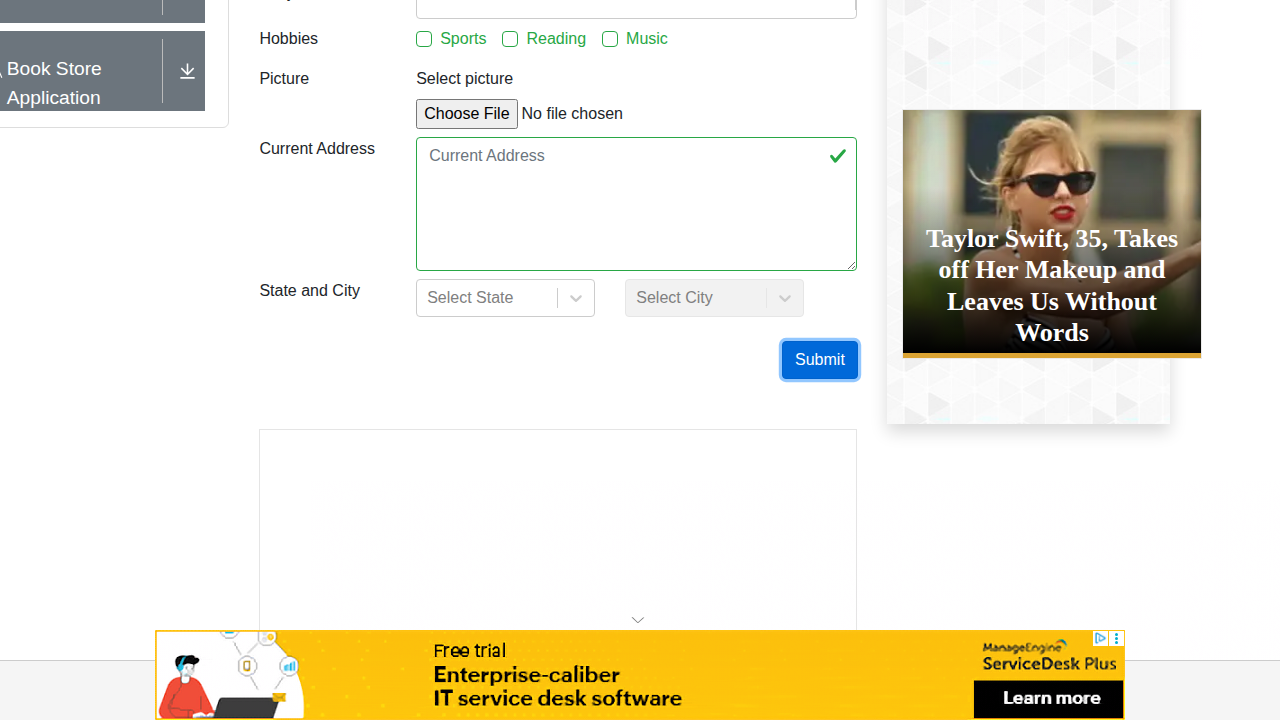 Hobbies
Sports
Reading
Music
Picture
Select picture
Choose File No file chosen
Current Address
Current Address
State and City
Select State
Select City
Submit
Book Store
Application
Taylor Swift, 35, Takes
off Her Makeup and
Leaves Us Without
Words
Free trial
Enterprise-caliber
IT service desk software
ManageEngine
ServiceDesk Plus
Learn more